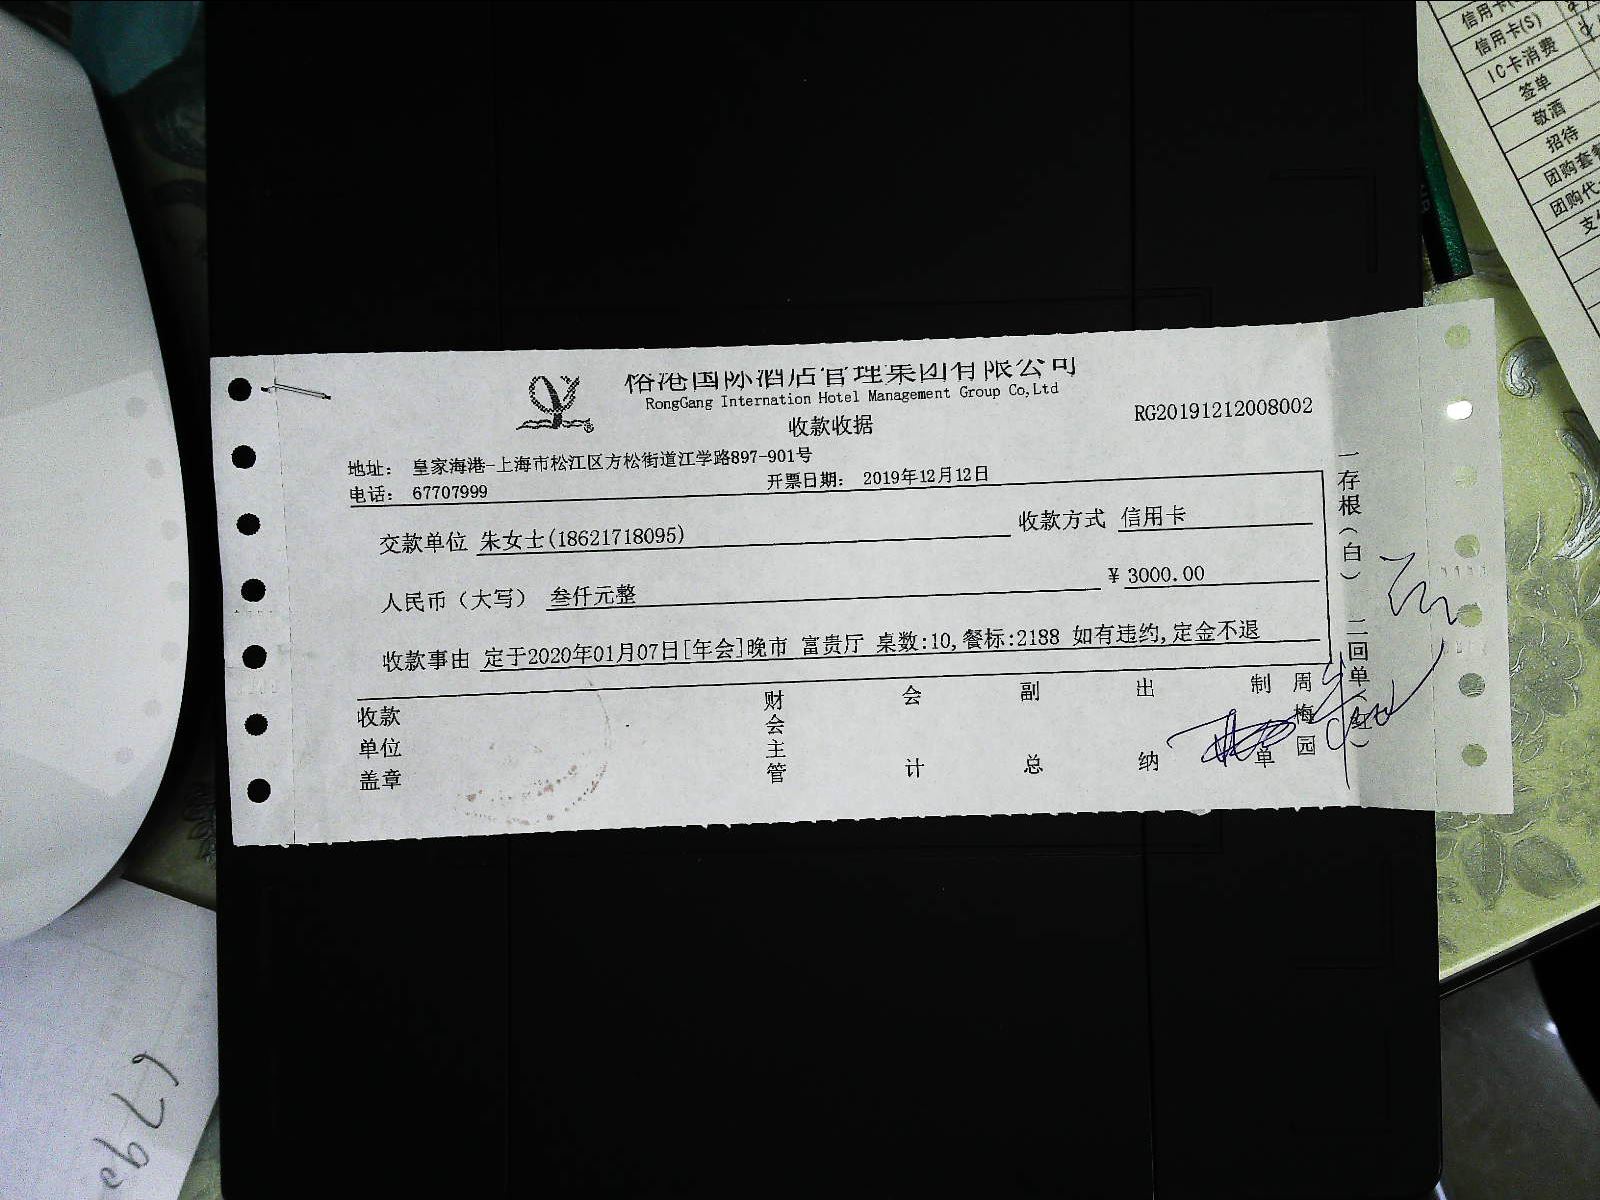 裕港国际酒店管理集团有限公司
RongGang Internation Hotel Management Group Co,Ltd
收款收据
RG20191212008002
地址： 皇家海港-上海市松江区方松街道江学路897-901号
电话： 67707999
开票日期： 2019年12月12日
交款单位 朱女士(18621718095)
收款方式 信用卡
人民币（大写） 叁仟元整
¥ 3000.00
收款事由 定于2020年01月07日[年会]晚市 富贵厅 桌数:10,餐标:2188 如有违约,定金不退
收款单位盖章
财会主管
会计
副总
出纳
制单
周梅园
一存根（白） 二回单（红）
信用卡(S)
IC卡消费
签单
敬酒
招待
团购套餐
团购代